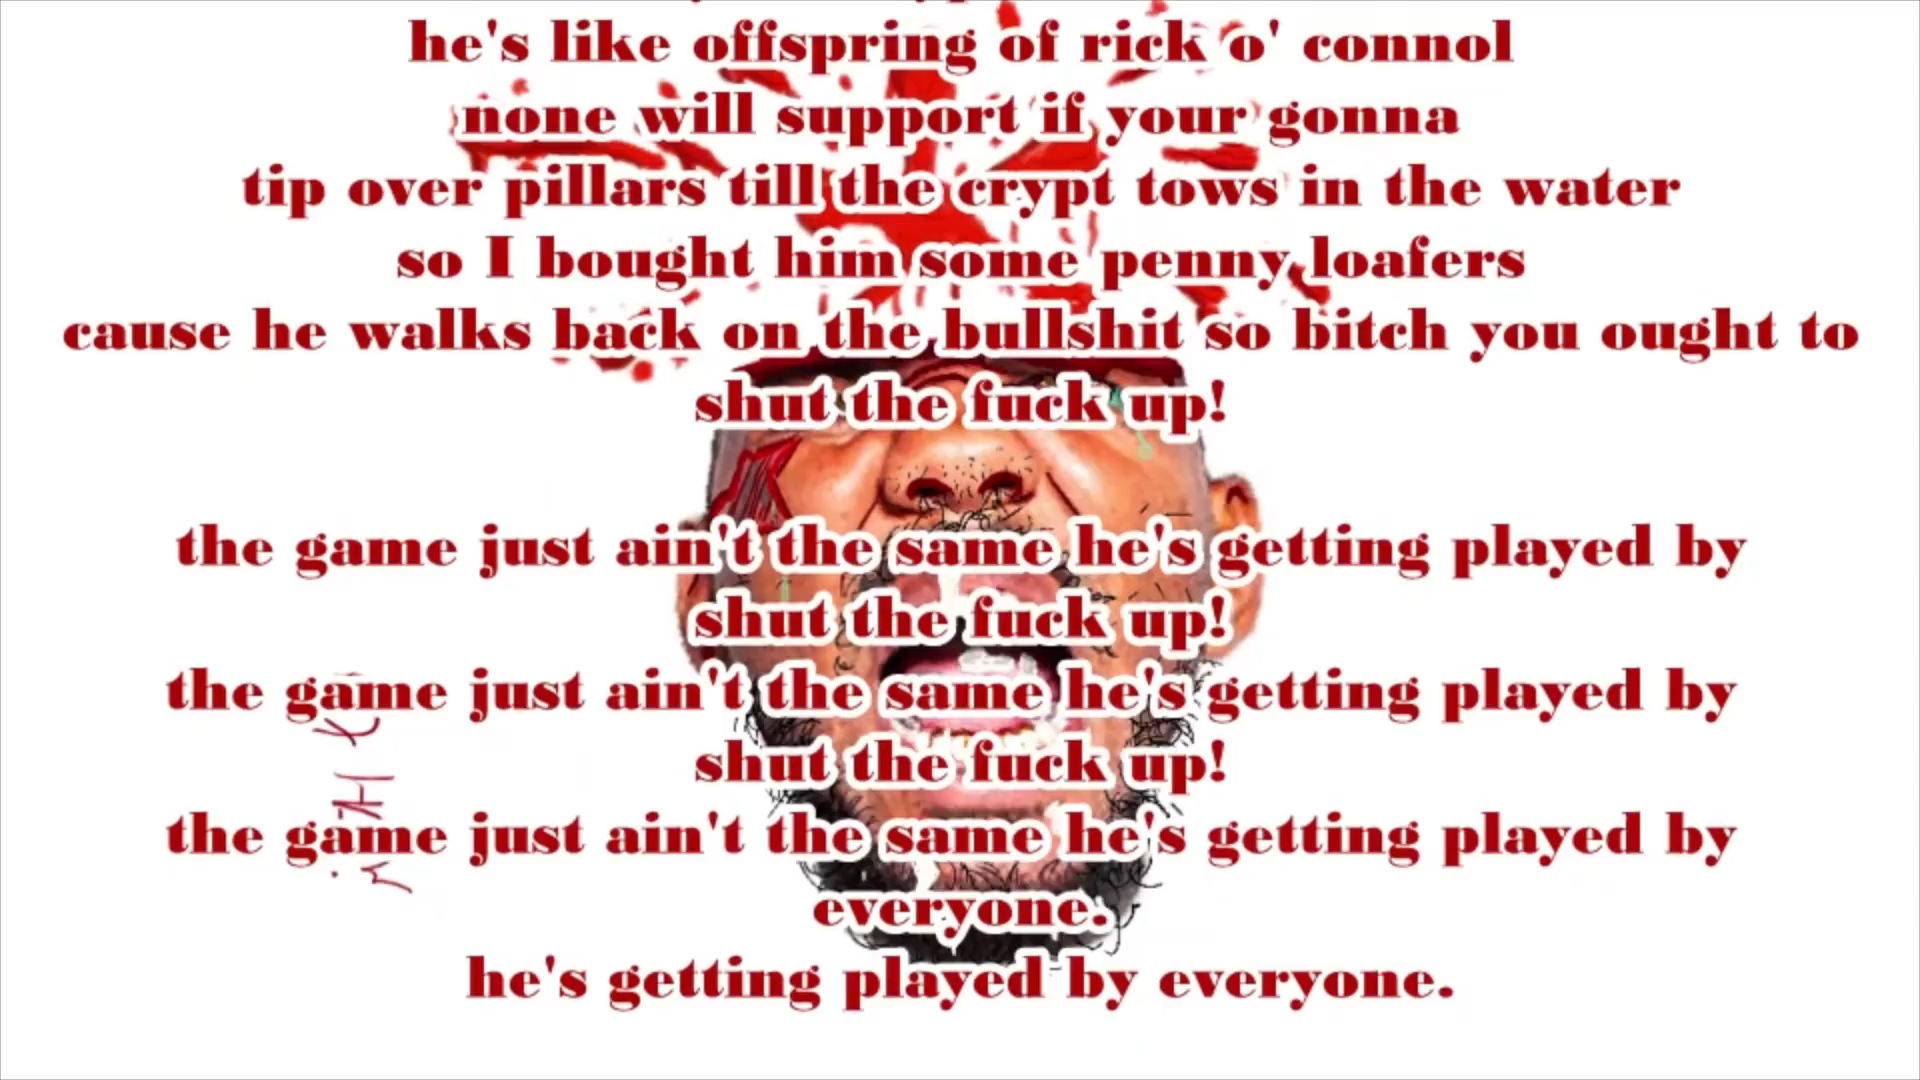 he's like offspring of rick o' connol
none will support if your gonna
tip over pillars till the crypt tows in the water
so I bought him some penny loafers
cause he walks back on the bullshit so bitch you ought to
shut the fuck up!
the game just ain't the same he's getting played by
shut the fuck up!
the game just ain't the same he's getting played by
shut the fuck up!
the game just ain't the same he's getting played by
everyone.
he's getting played by everyone.